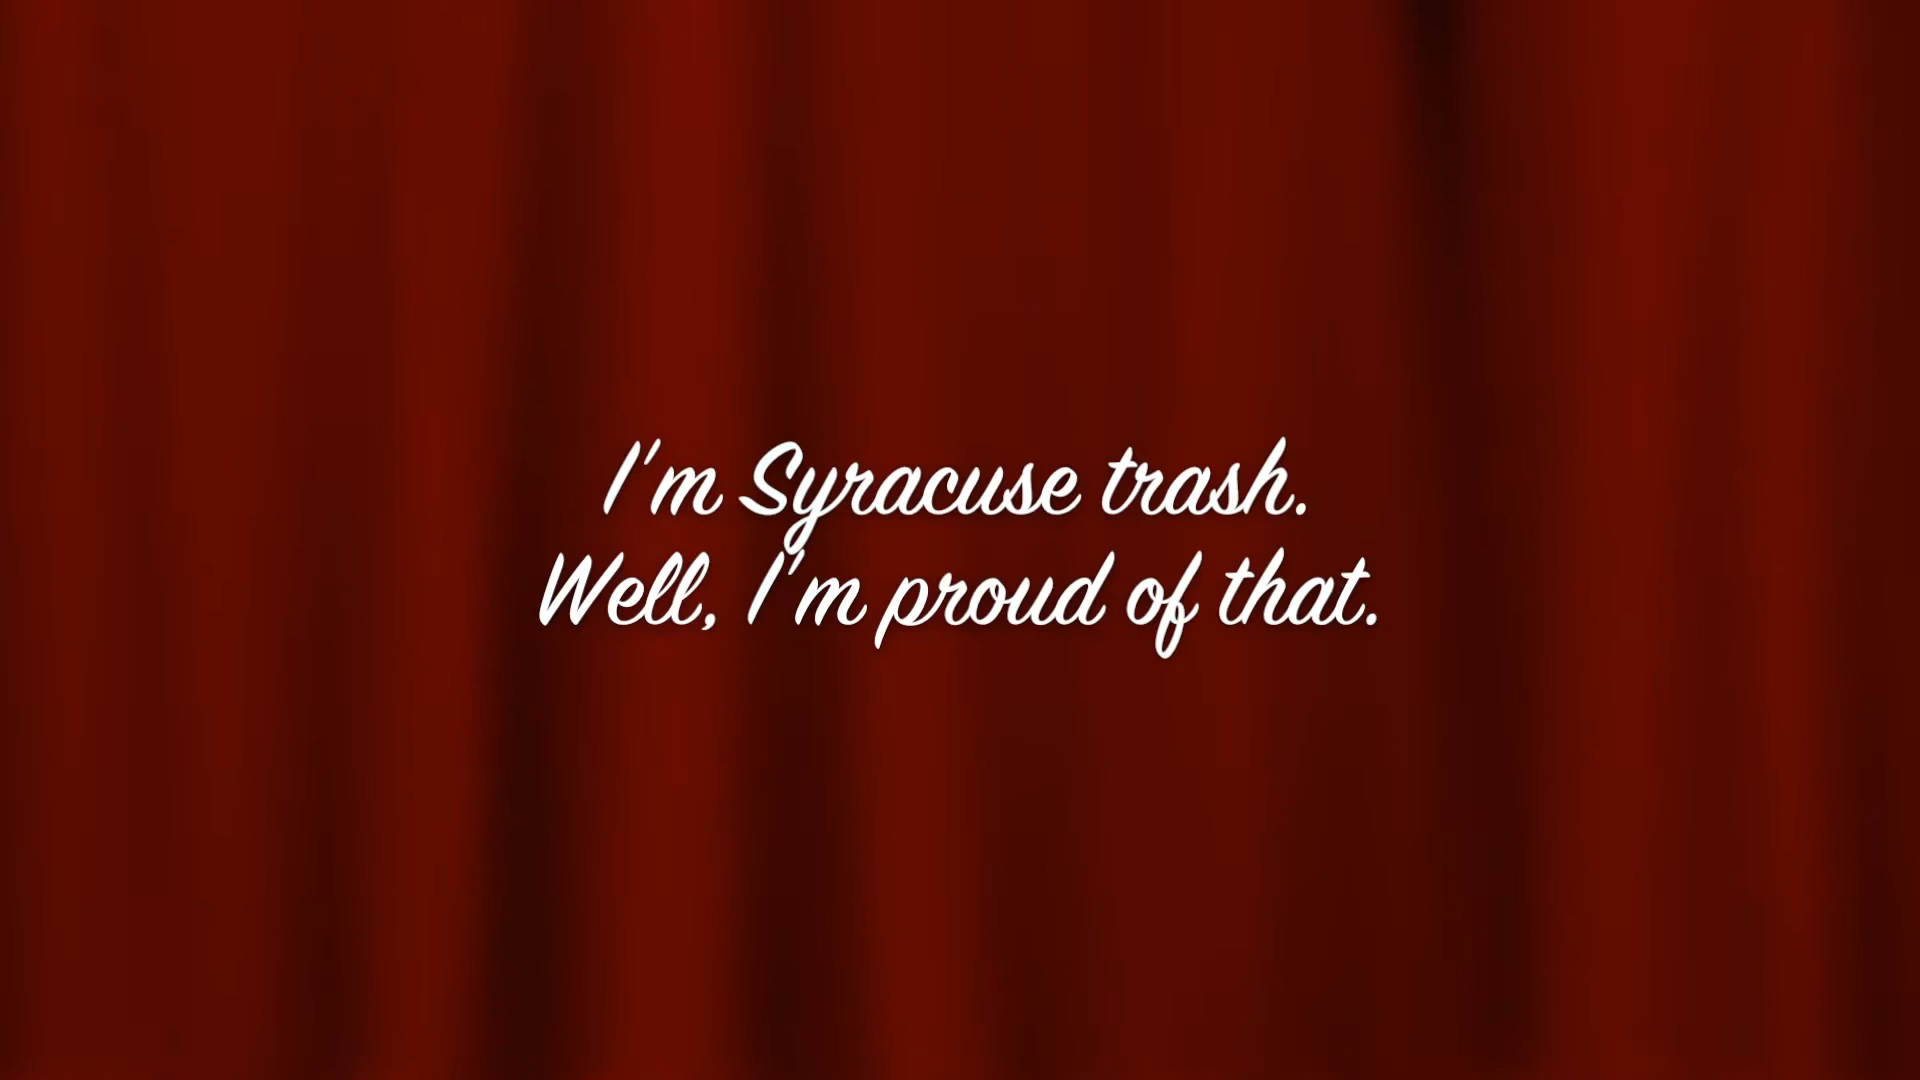 I'm Syracuse trash.
Well, I'm proud of that.